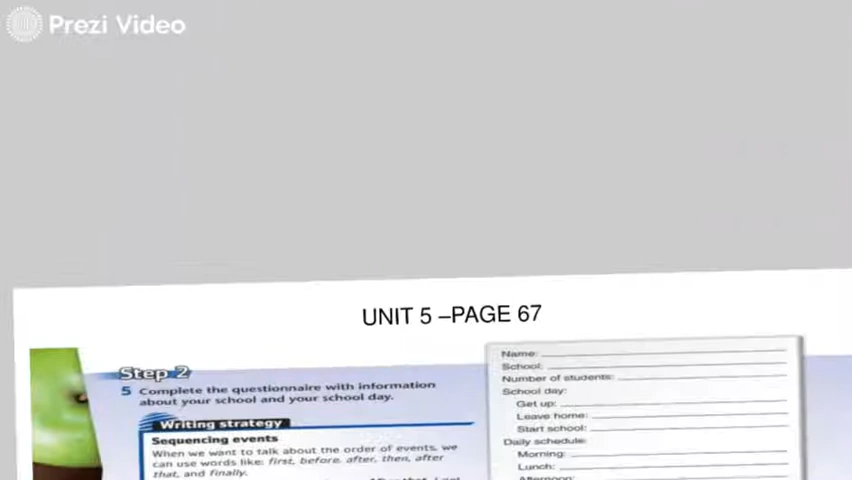 Prezi Video
UNIT 5 –PAGE 67
Step 2
5 Complete the questionnaire with information
about your school and your school day.
Writing strategy
Sequencing events
When we want to talk about the order of events, we
can use words like: first, before, after, then, after
that, and finally.
Name:
School:
Number of students:
School day:
Get up:
Leave home:
Start school:
Daily schedule:
Morning:
Lunch:
Afternoon: